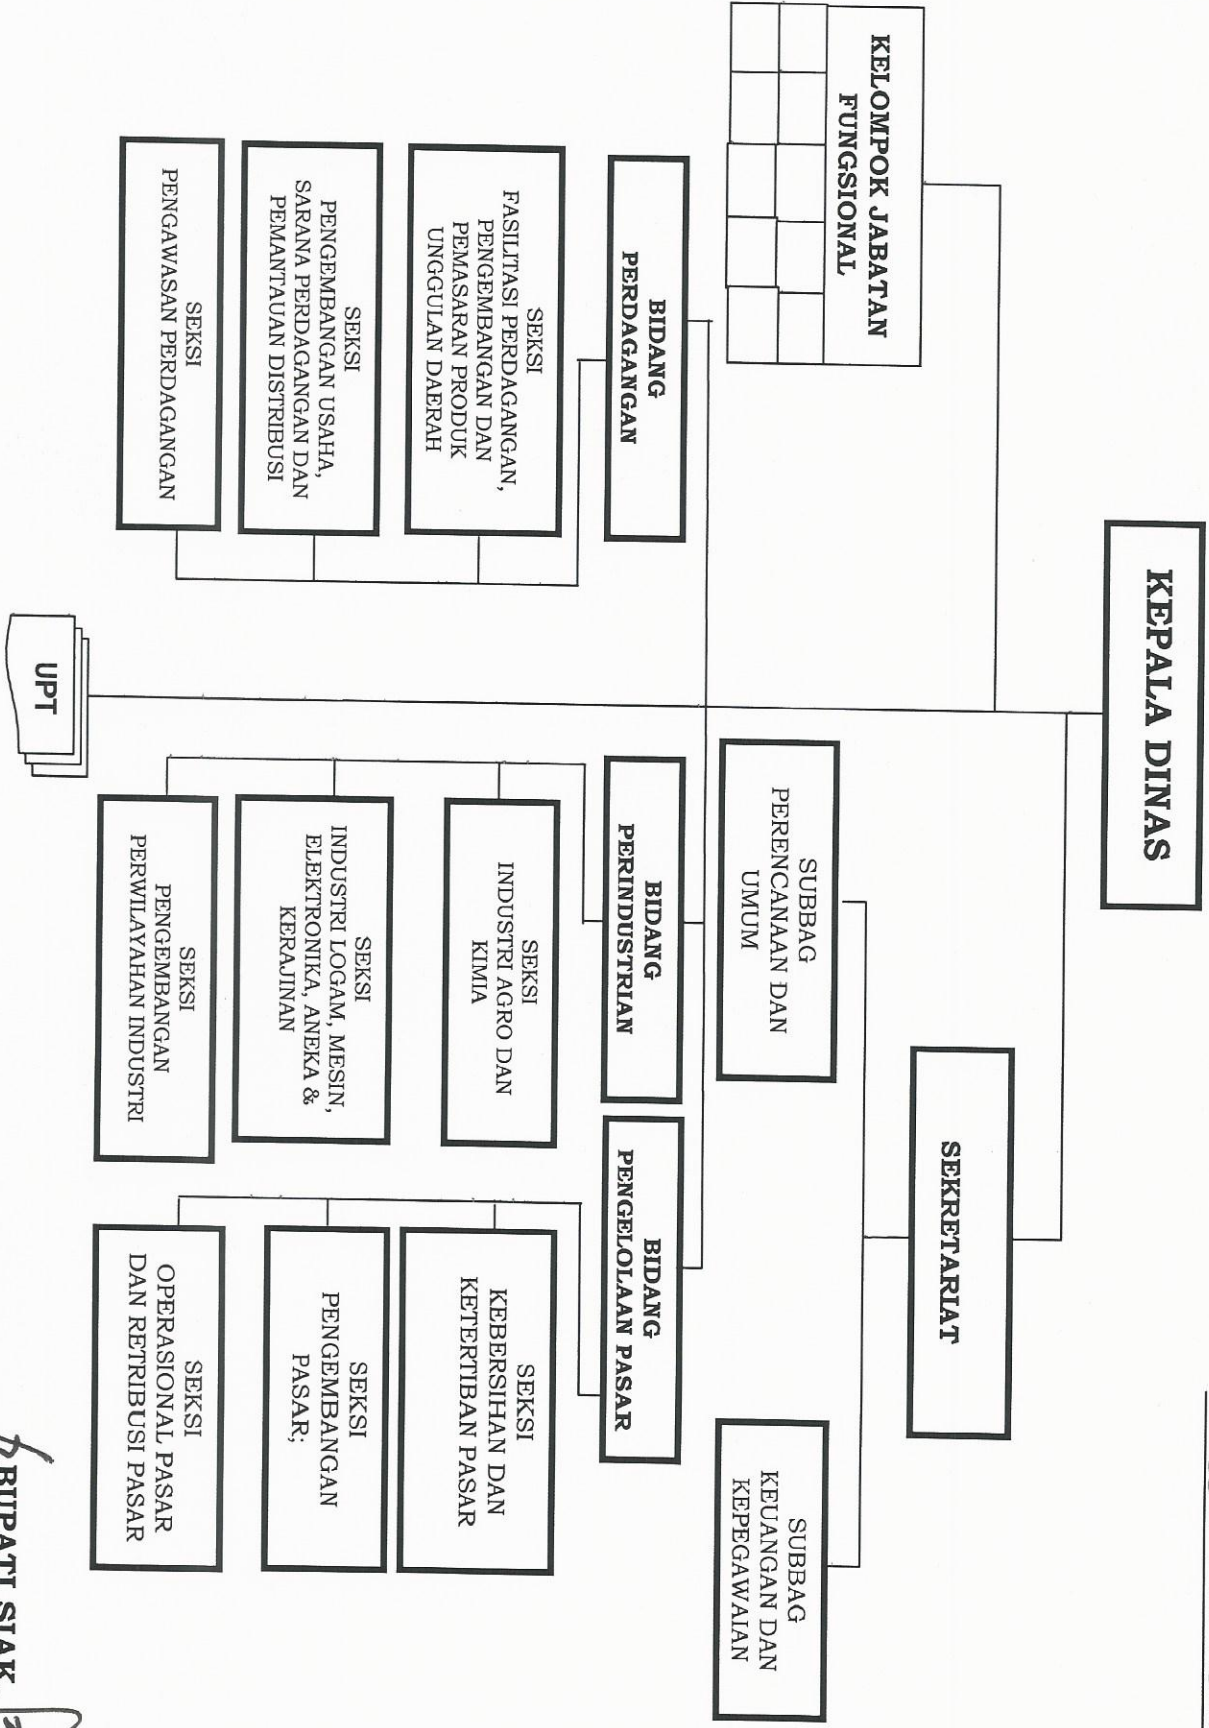 KEPALA DINAS
KELOMPOK JABATAN
FUNGSIONAL
SEKRETARIAT
SUBBAG
PERENCANAAN DAN
UMUM
SUBBAG
KEUANGAN DAN
KEPEGAWAIAN
BIDANG
PERDAGANGAN
SEKSI
FASILITASI PERDAGANGAN,
PENGEMBANGAN DAN
PEMASARAN PRODUK
UNGGULAN DAERAH
SEKSI
PENGEMBANGAN USAHA,
SARANA PERDAGANGAN DAN
PEMANTAUAN DISTRIBUSI
SEKSI
PENGAWASAN PERDAGANGAN
BIDANG
PERINDUSTRIAN
SEKSI
INDUSTRI AGRO DAN
KIMIA
SEKSI
INDUSTRI LOGAM, MESIN,
ELEKTRONIKA, ANEKA &
KERAJINAN
SEKSI
PENGEMBANGAN
PERWILAYAHAN INDUSTRI
BIDANG
PENGELOLAAN PASAR
SEKSI
KEBERSIHAN DAN
KETERTIBAN PASAR
SEKSI
PENGEMBANGAN
PASAR;
SEKSI
OPERASIONAL PASAR
DAN RETRIBUSI PASAR
UPT
BUPATI SIAK